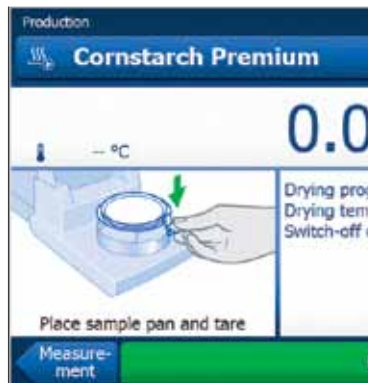 Production
Cornstarch Premium
0.0
-- °C
Drying prog
Drying tem
Switch-off
Place sample pan and tare
Measure-
ment